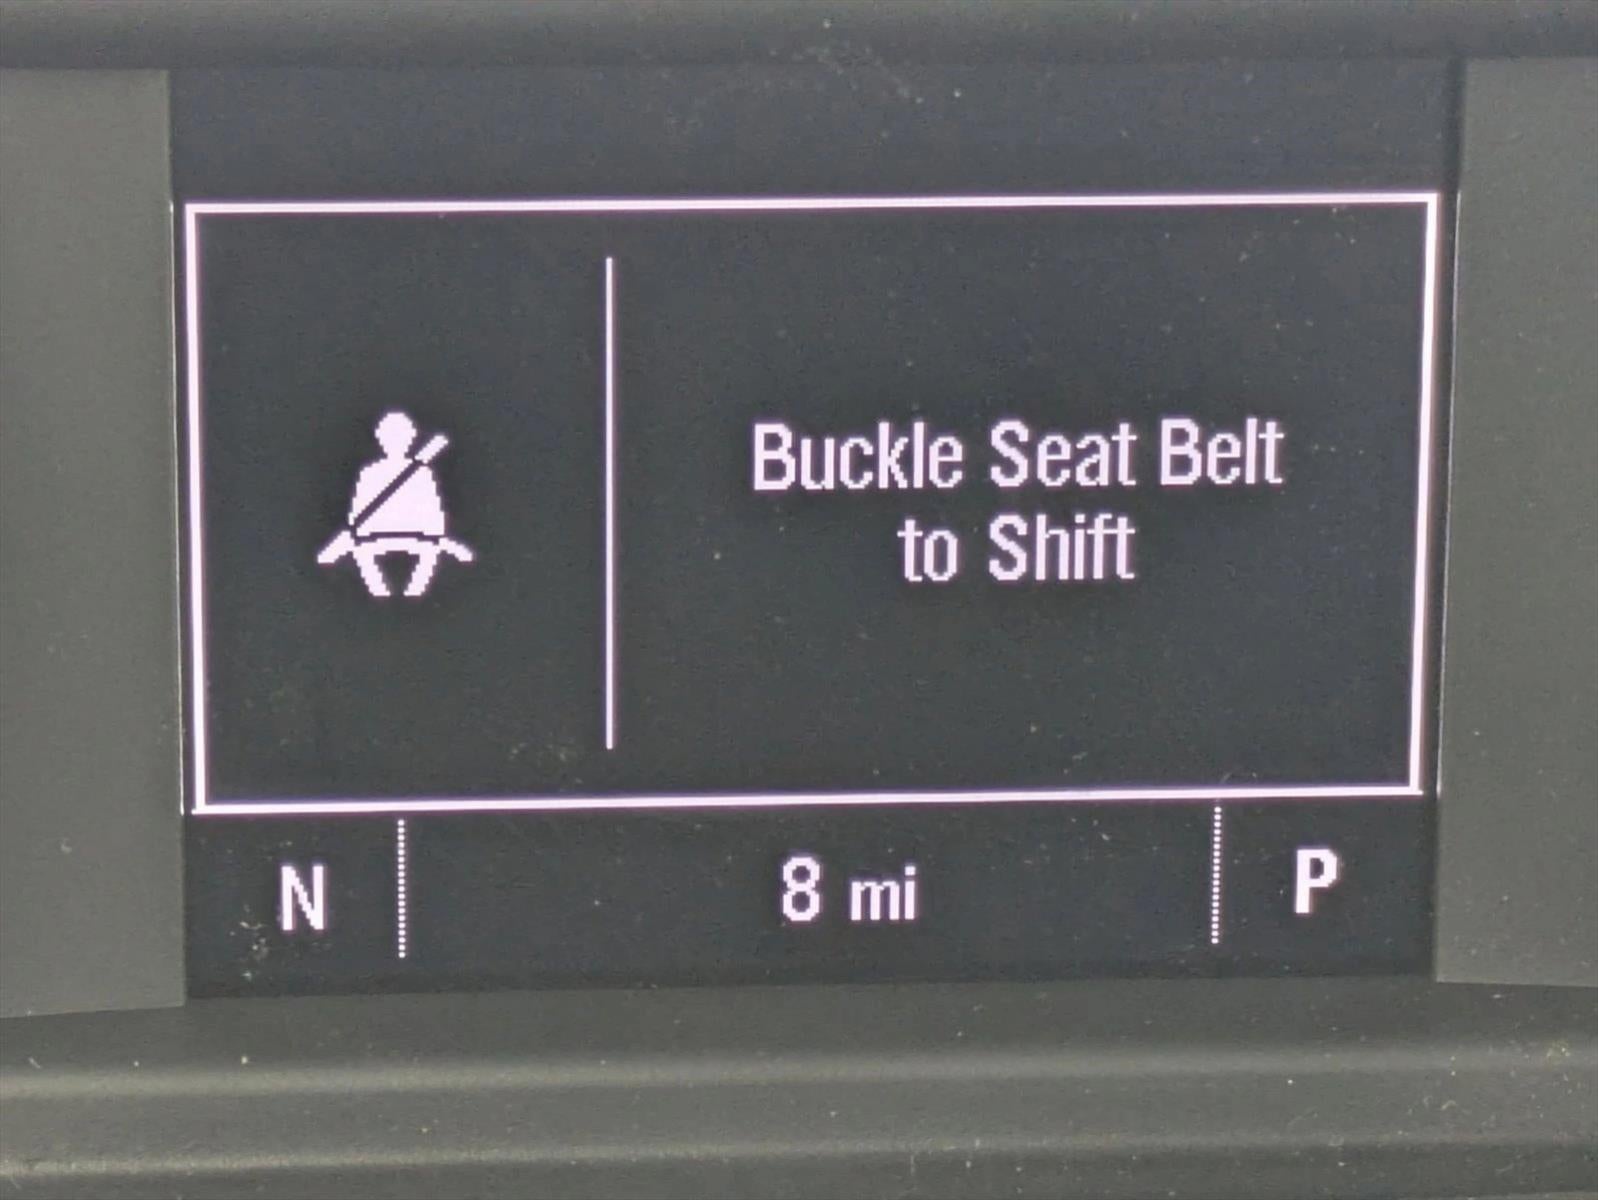 Buckle Seat Belt
to Shift
N 8 mi P